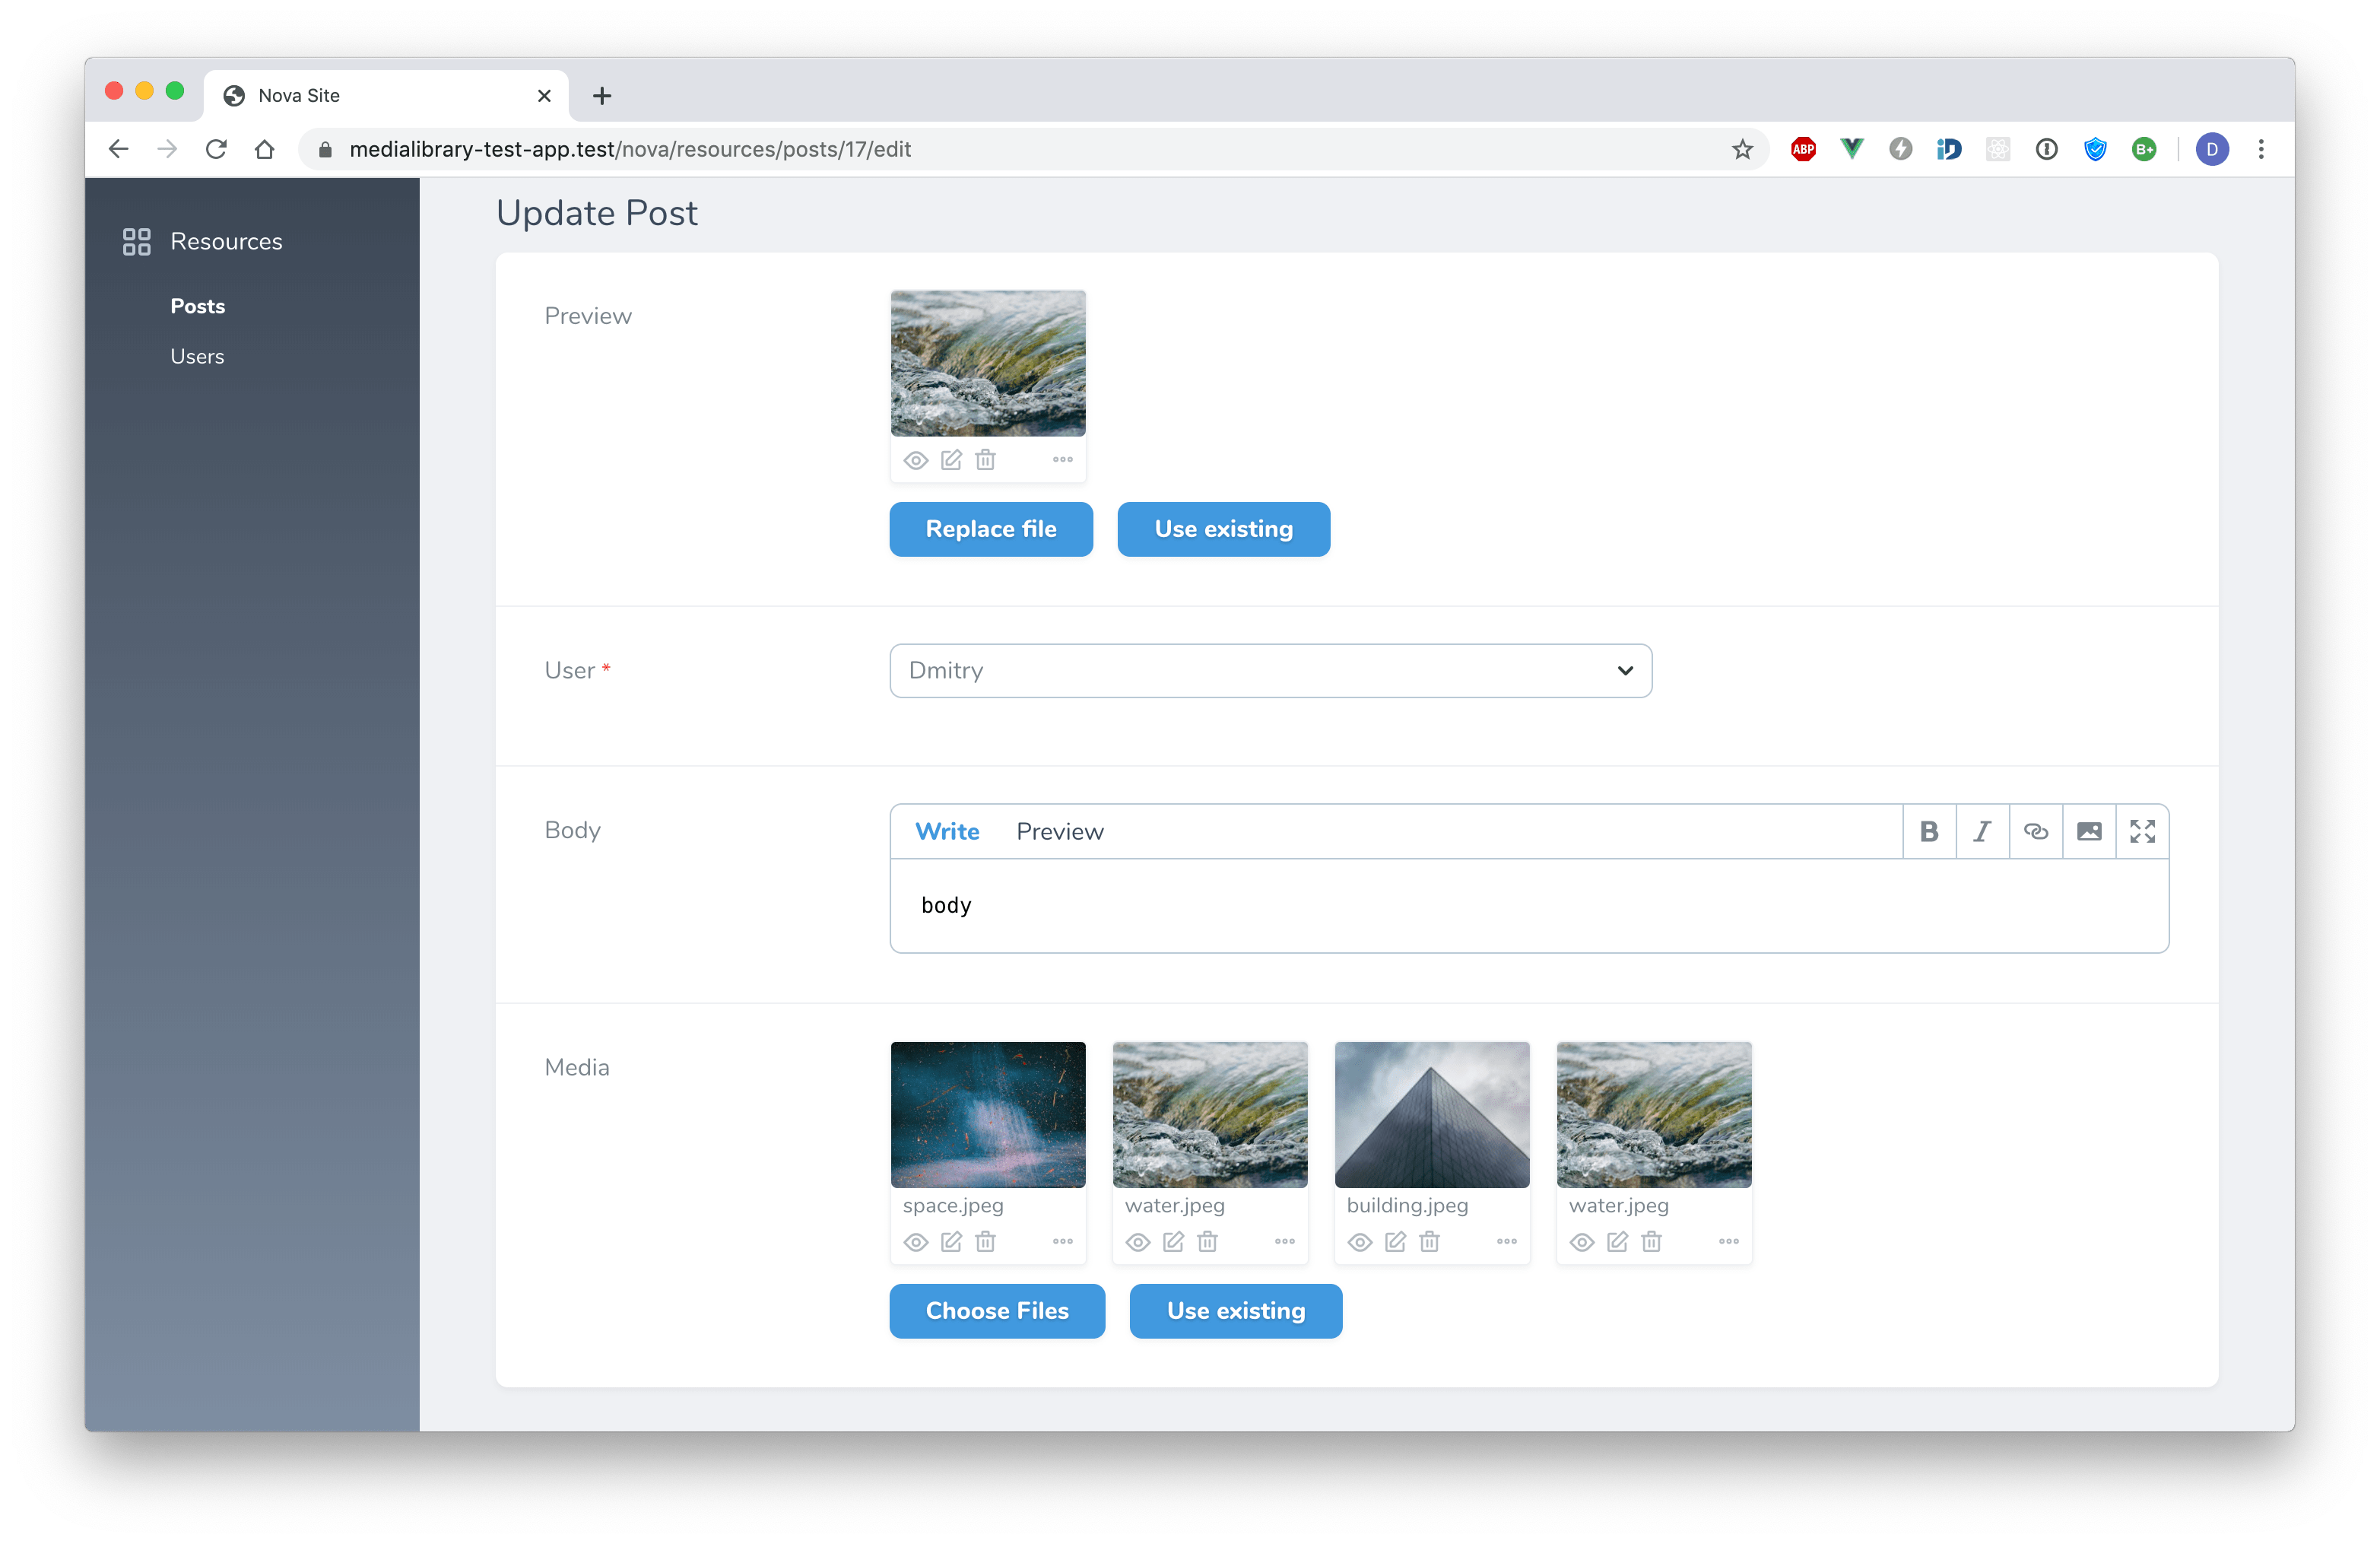 Nova Site
medialibrary-test-app.test/nova/resources/posts/17/edit
ABP
B+
D
Resources
Posts
Users
Update Post
Preview
Replace file Use existing
User *
Dmitry
Body
Write Preview
B I
body
Media
space.jpeg water.jpeg building.jpeg water.jpeg
Choose Files Use existing